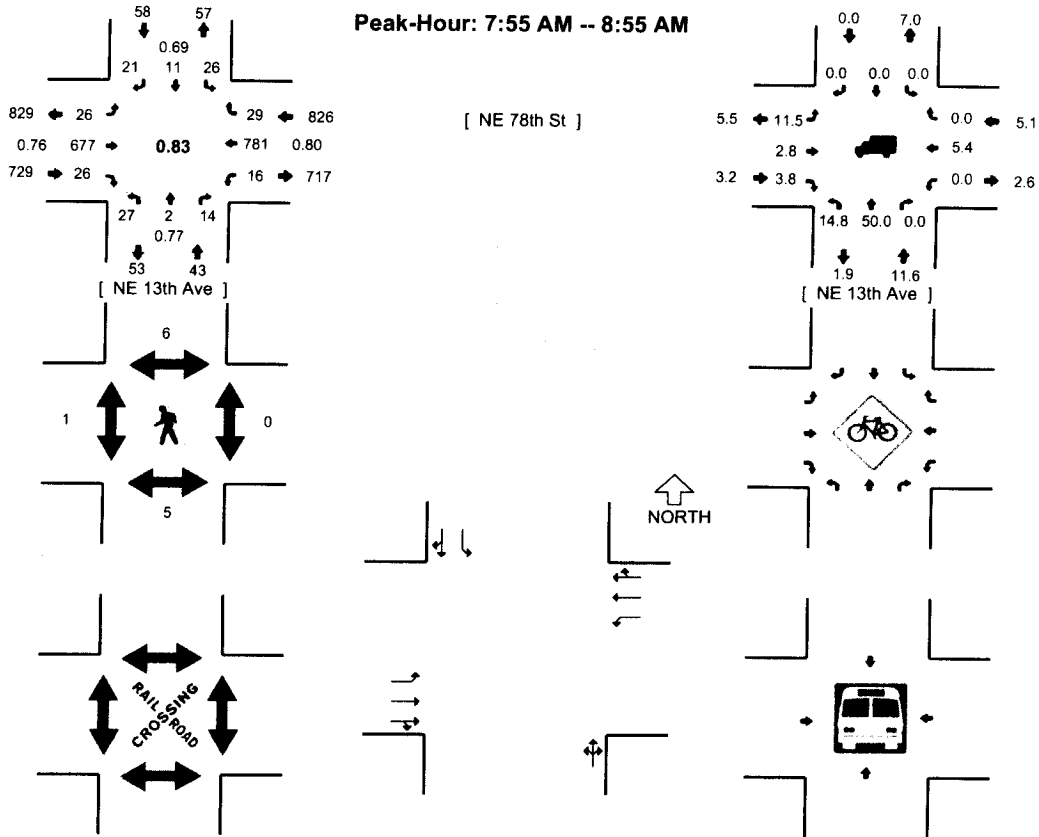 Peak-Hour: 7:55 AM -- 8:55 AM
58 57
0.69
21 11 26
829 26 29 826
0.76 677 0.83 781 0.80
729 26 16 717
27 2 14
0.77
53 43
[ NE 13th Ave ]
[ NE 78th St ]
0.0 7.0
0.0 0.0 0.0
5.5 11.5 0.0 5.1
2.8 5.4
3.2 3.8 0.0 2.6
14.8 50.0 0.0
1.9 11.6
[ NE 13th Ave ]
6
1 0
5
NORTH
RAIL ROAD
CROSSING